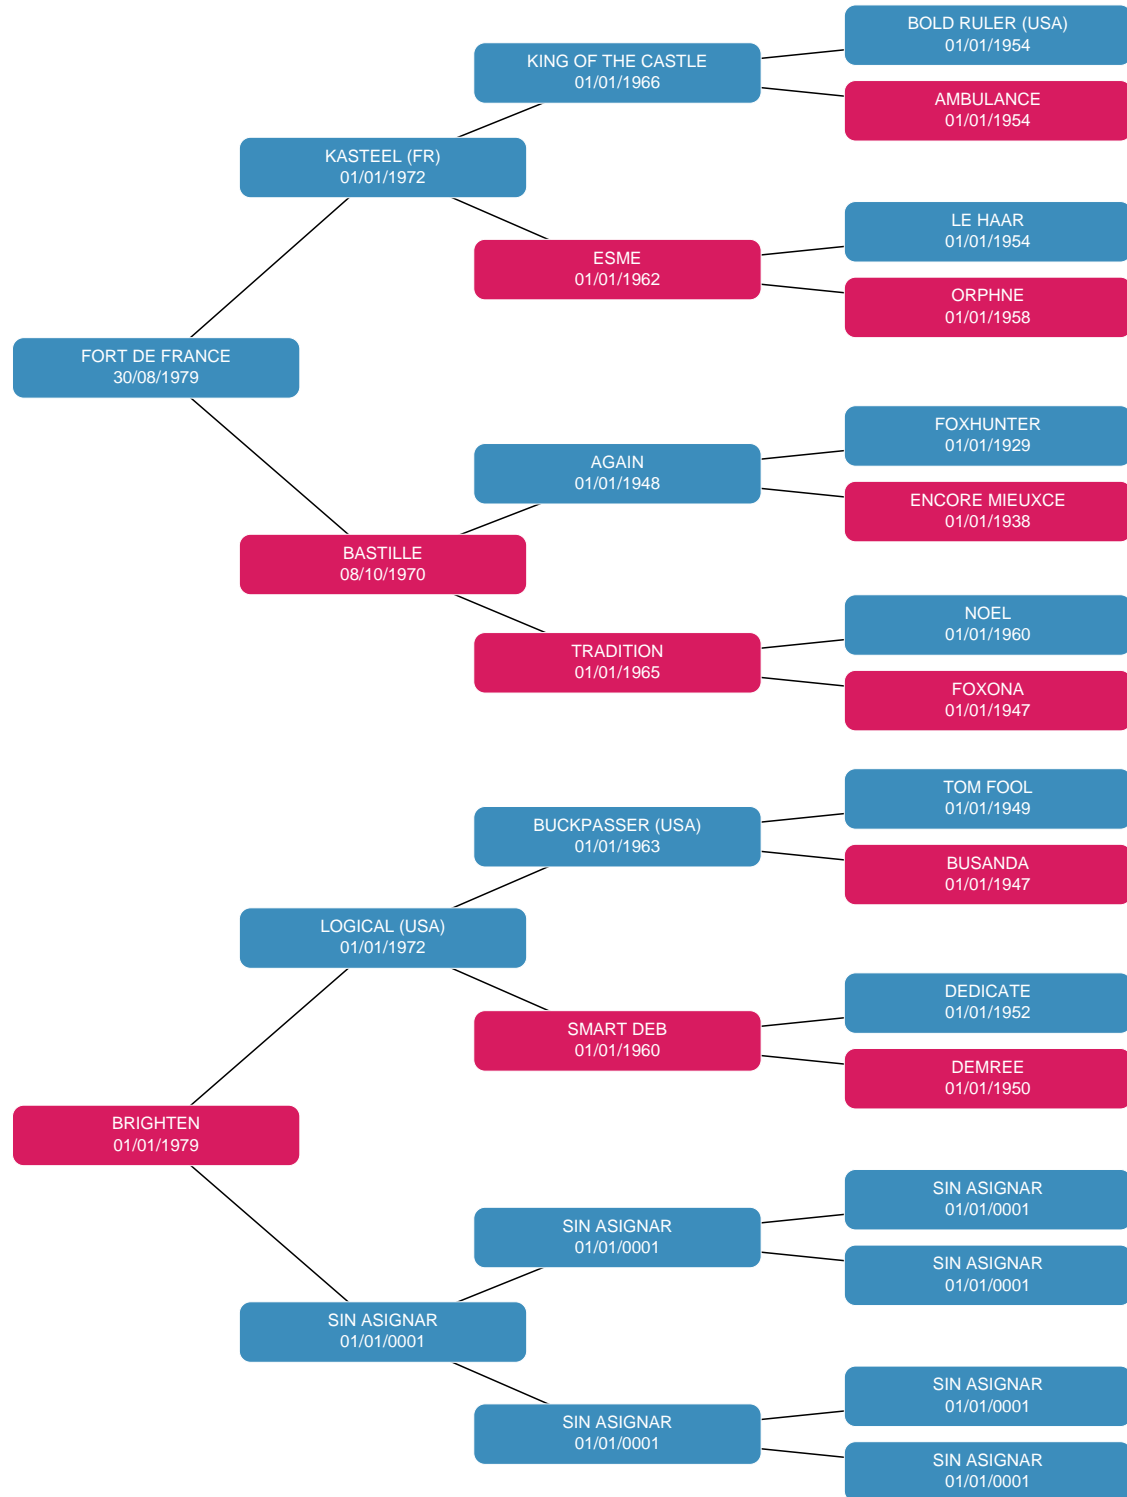 BOLD RULER (USA)
01/01/1954
KING OF THE CASTLE
01/01/1966
AMBULANCE
01/01/1954
KASTEEL (FR)
01/01/1972
LE HAAR
01/01/1954
ESME
01/01/1962
ORPHNE
01/01/1958
FORT DE FRANCE
30/08/1979
FOXHUNTER
01/01/1929
AGAIN
01/01/1948
ENCORE MIEUXCE
01/01/1938
BASTILLE
08/10/1970
NOEL
01/01/1960
TRADITION
01/01/1965
FOXONA
01/01/1947
TOM FOOL
01/01/1949
BUCKPASSER (USA)
01/01/1963
BUSANDA
01/01/1947
LOGICAL (USA)
01/01/1972
DEDICATE
01/01/1952
SMART DEB
01/01/1960
DEMREE
01/01/1950
BRIGHTEN
01/01/1979
SIN ASIGNAR
01/01/0001
SIN ASIGNAR
01/01/0001
SIN ASIGNAR
01/01/0001
SIN ASIGNAR
01/01/0001
SIN ASIGNAR
01/01/0001
SIN ASIGNAR
01/01/0001
SIN ASIGNAR
01/01/0001